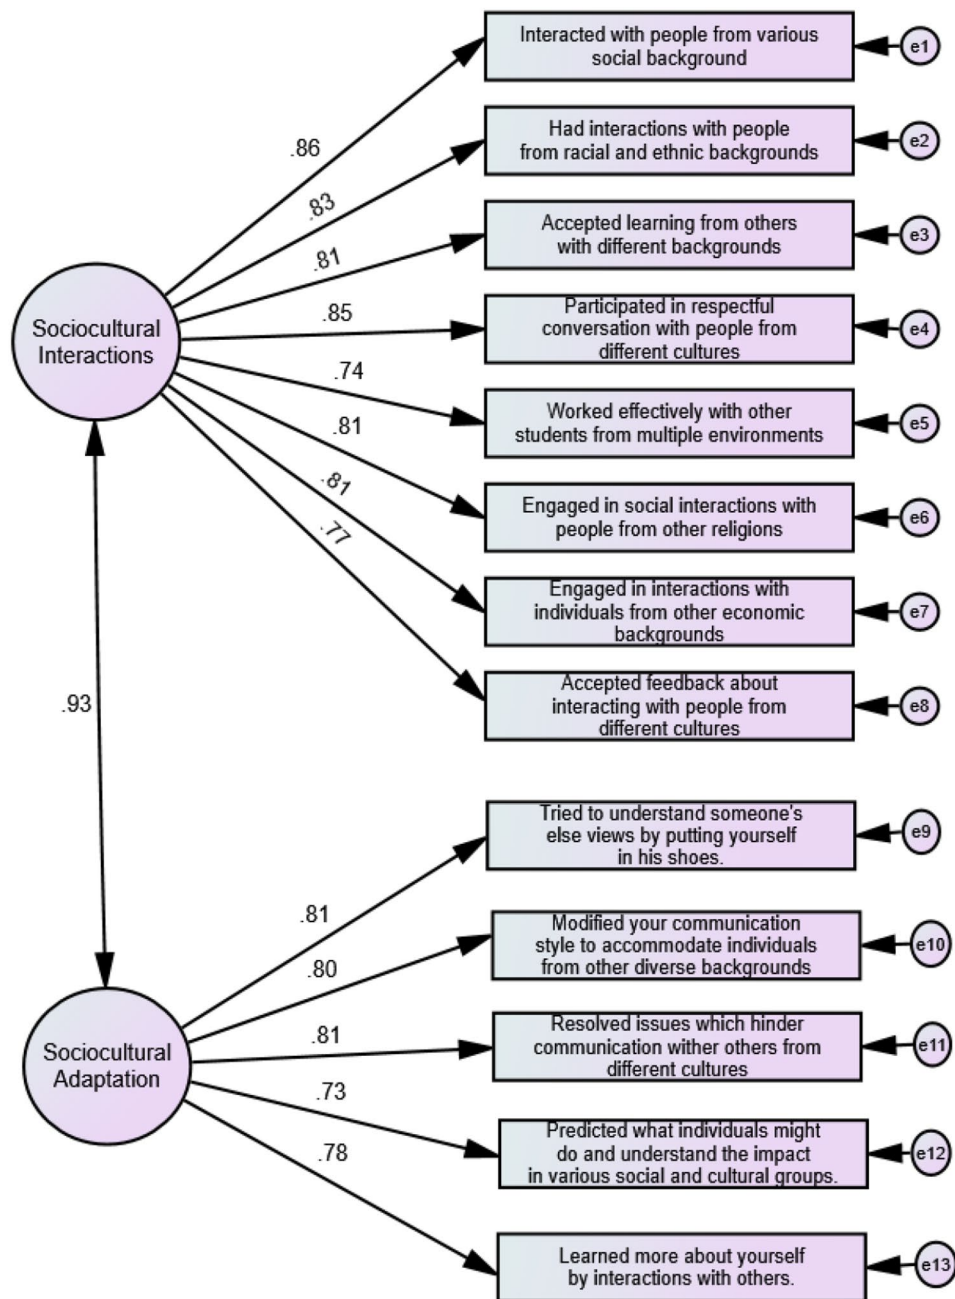 Interacted with people from various
social background
e1
.86
Had interactions with people
from racial and ethnic backgrounds
e2
.83
Accepted learning from others
with different backgrounds
e3
.81
Sociocultural
Interactions
Participated in respectful
conversation with people from
different cultures
e4
.85
.74
Worked effectively with other
students from multiple environments
e5
.81
Engaged in social interactions with
people from other religions
e6
.81
Engaged in interactions with
individuals from other economic
backgrounds
e7
.77
Accepted feedback about
interacting with people from
different cultures
e8
.93
Tried to understand someone's
else views by putting yourself
in his shoes.
e9
.81
Modified your communication
style to accommodate individuals
from other diverse backgrounds
e10
.80
Sociocultural
Adaptation
Resolved issues which hinder
communication wither others from
different cultures
e11
.81
.73
Predicted what individuals might
do and understand the impact
in various social and cultural groups.
e12
.78
Learned more about yourself
by interactions with others.
e13